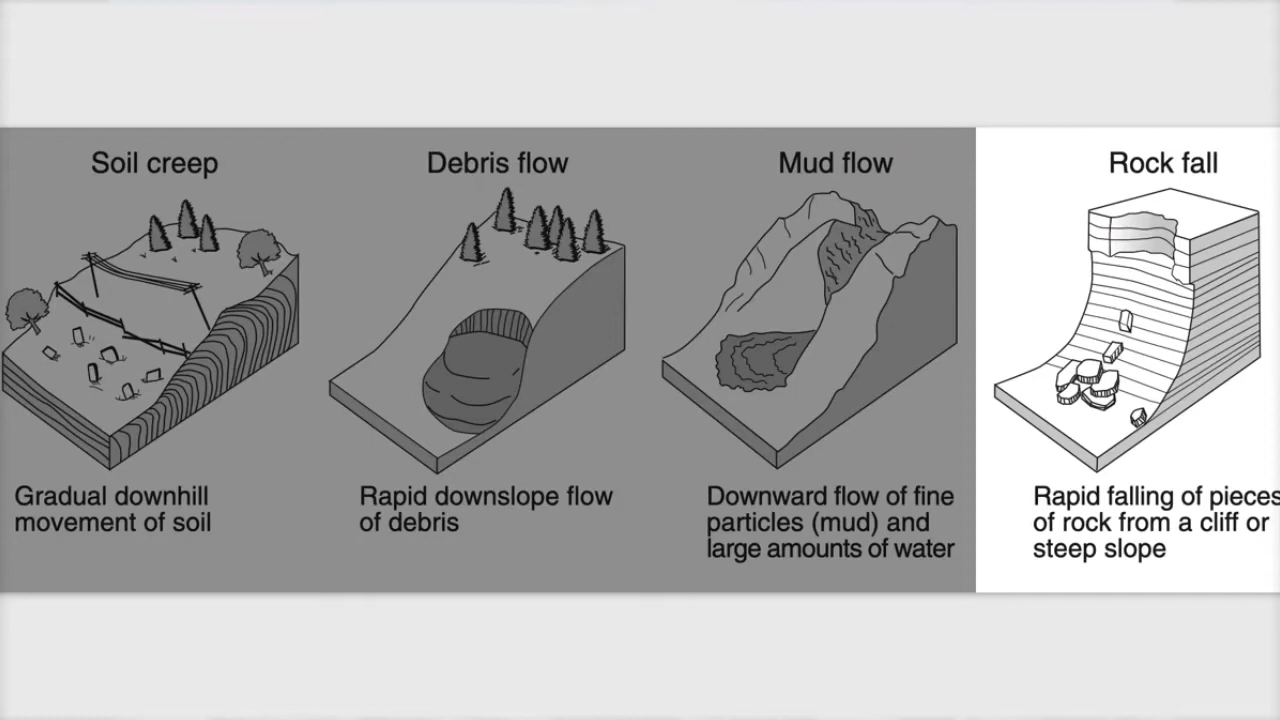 Soil creep
Gradual downhill
movement of soil
Debris flow
Rapid downslope flow
of debris
Mud flow
Downward flow of fine
particles (mud) and
large amounts of water
Rock fall
Rapid falling of pieces
of rock from a cliff or
steep slope